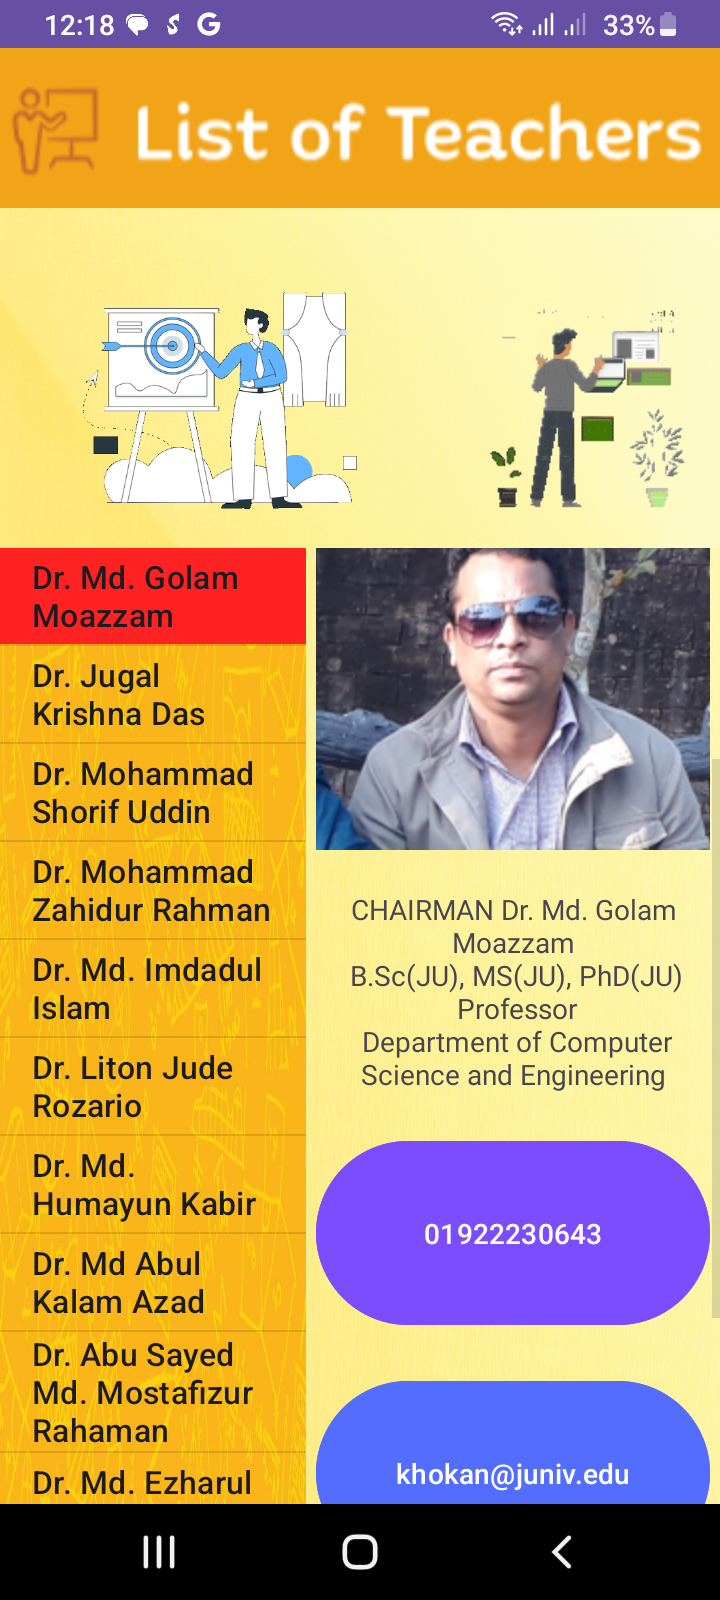 12:18
33%
List of Teachers
Dr. Md. Golam
Moazzam
Dr. Jugal
Krishna Das
Dr. Mohammad
Shorif Uddin
Dr. Mohammad
Zahidur Rahman
Dr. Md. Imdadul
Islam
Dr. Liton Jude
Rozario
Dr. Md.
Humayun Kabir
Dr. Md Abul
Kalam Azad
Dr. Abu Sayed
Md. Mostafizur
Rahaman
Dr. Md. Ezharul
CHAIRMAN Dr. Md. Golam
Moazzam
B.Sc(JU), MS(JU), PhD(JU)
Professor
Department of Computer
Science and Engineering
01922230643
khokan@juniv.edu